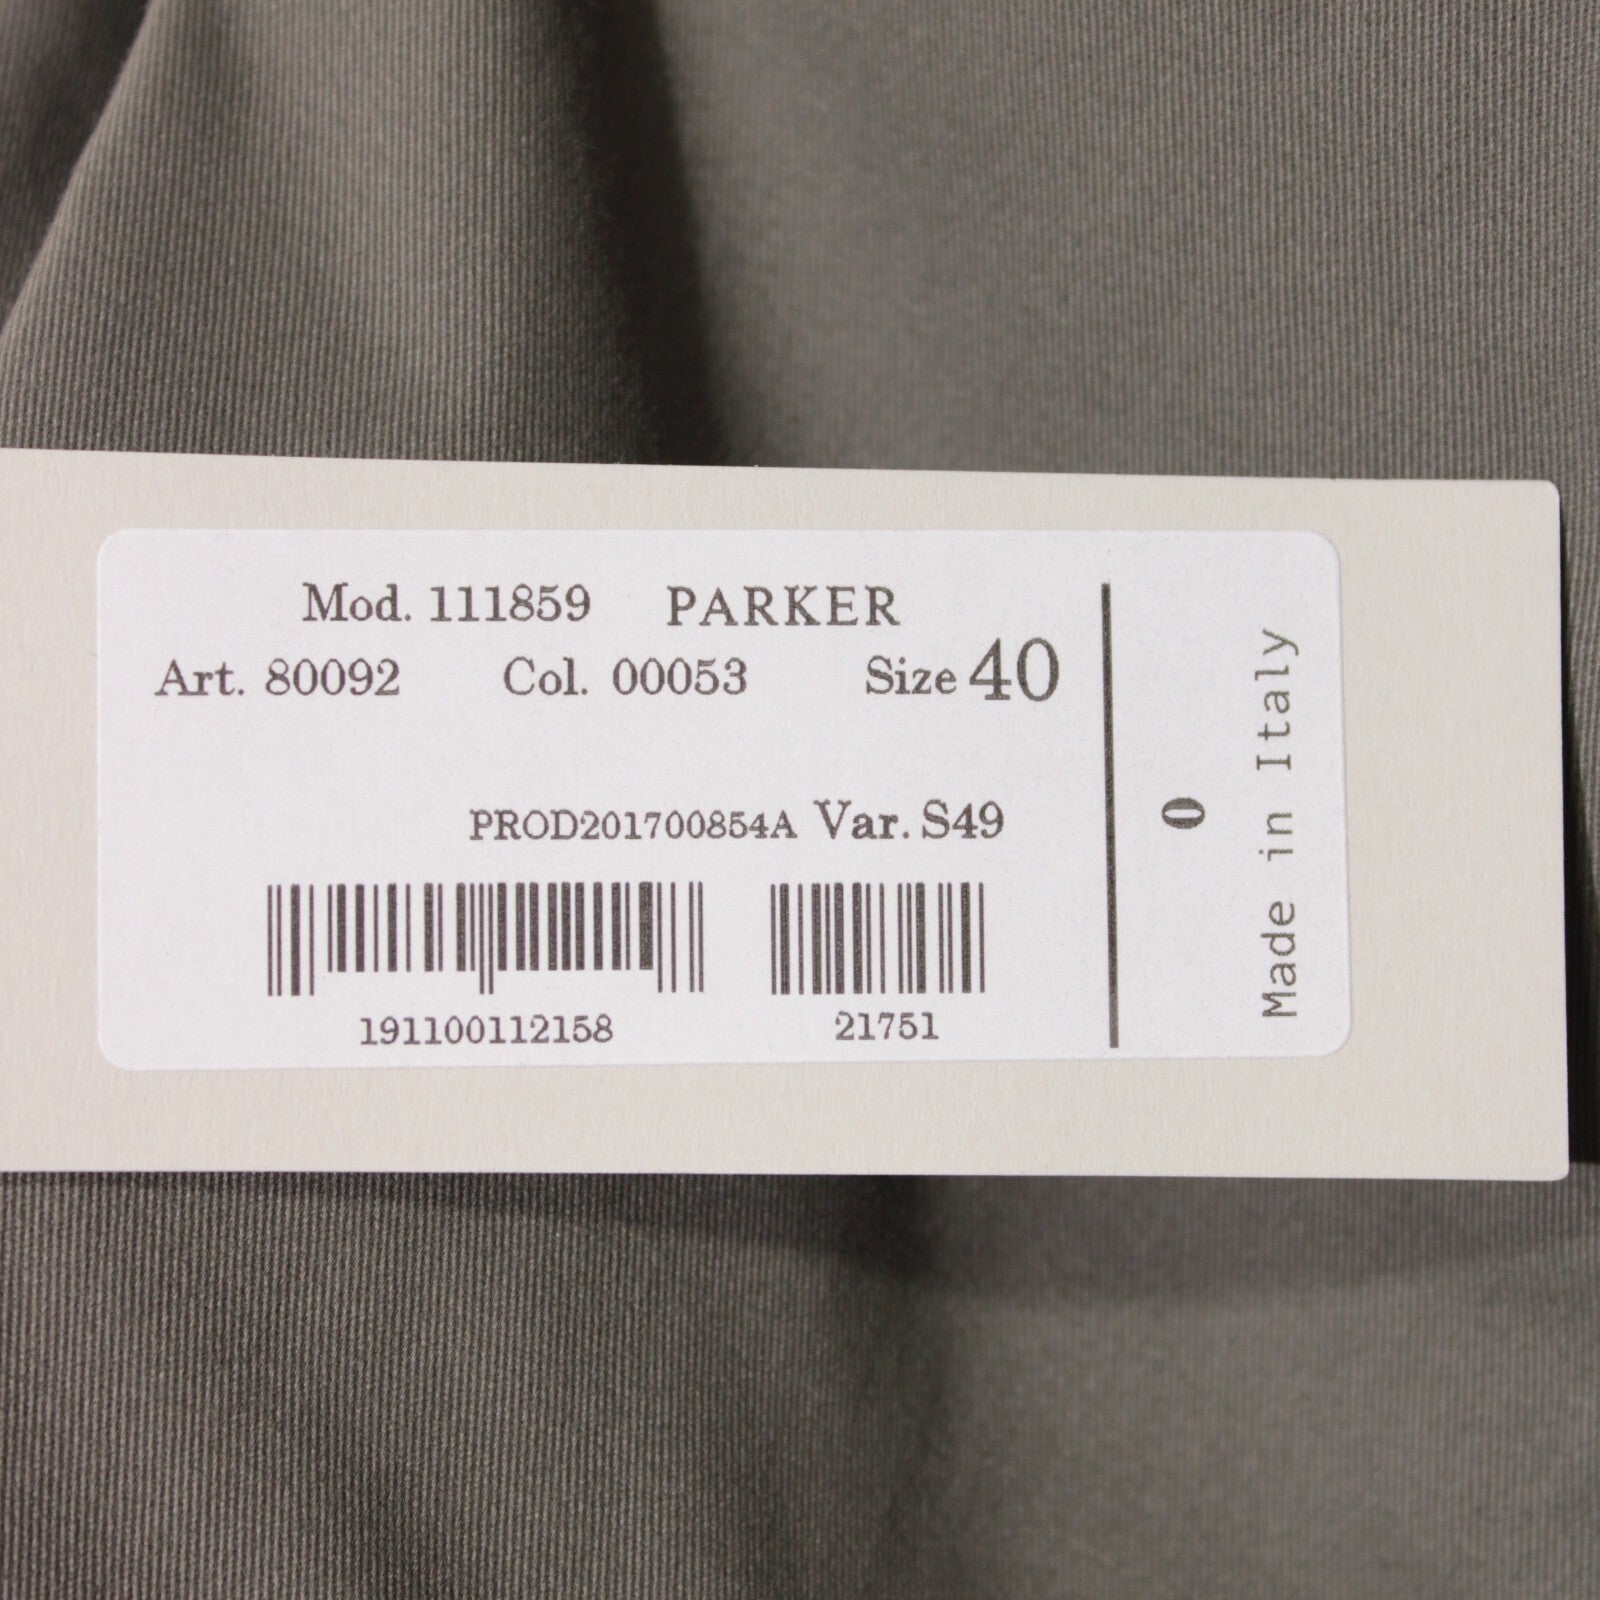 Mod. 111859 PARKER
Art. 80092 Col. 00053 Size 40
PROD201700854A Var. S49
191100112158 21751
0
Made in Italy